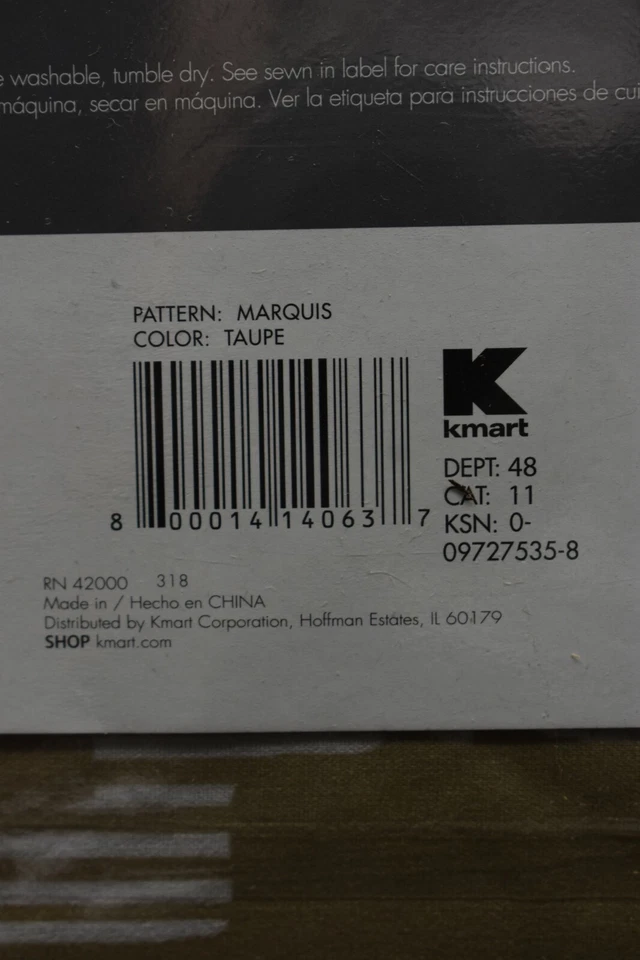 washable, tumble dry. See sewn in label for care instructions.
máquina, secar en máquina. Ver la etiqueta para instrucciones de cui
PATTERN: MARQUIS
COLOR: TAUPE
8 00014 14063 7
K
kmart
DEPT: 48
CAT: 11
KSN: 0-
09727535-8
RN 42000 318
Made in / Hecho en CHINA
Distributed by Kmart Corporation, Hoffman Estates, IL 60179
SHOP kmart.com